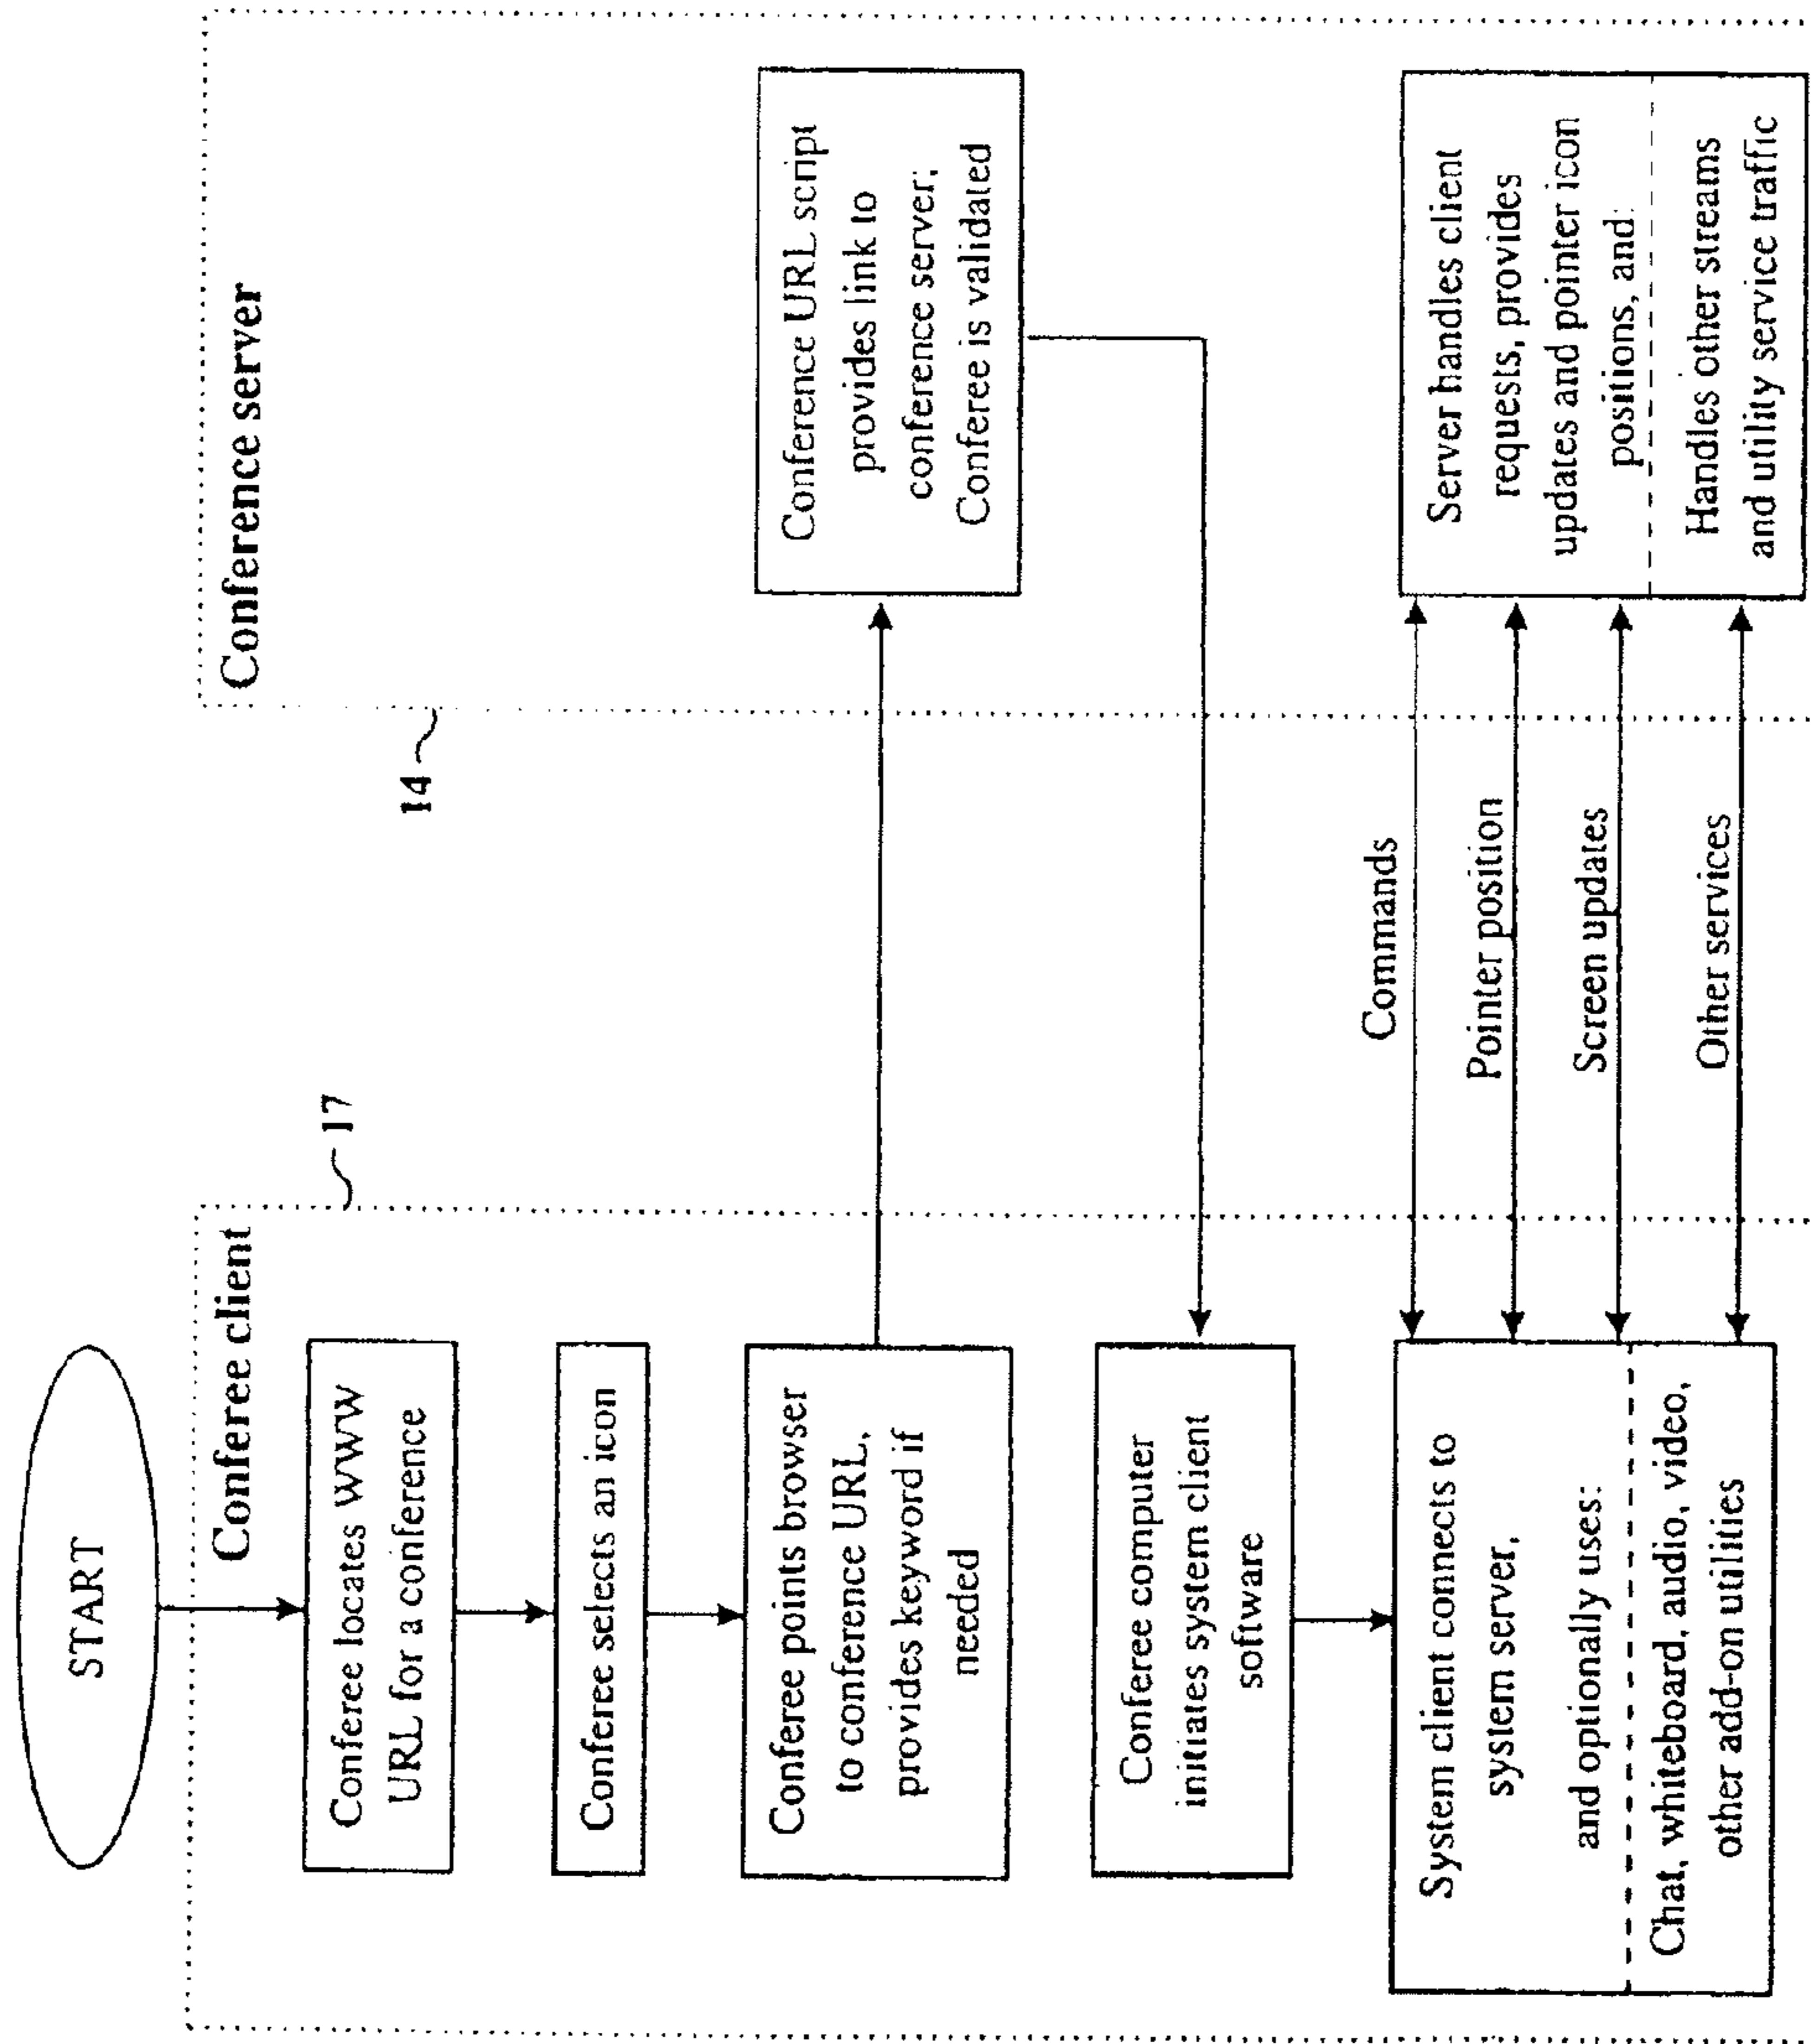 START
Conferee client
17
Conferee locates WWW
URL for a conference
Conferee selects an icon
Conferee points browser
to conference URL,
provides keyword if
needed
Conferee computer
initiates system client
software
System client connects to
system server,
and optionally uses:
Chat, whiteboard, audio, video,
other add-on utilities
14
Conference server
Conference URL script
provides link to
conference server;
Conferee is validated
Commands
Pointer position
Screen updates
Other services
Server handles client
requests, provides
updates and pointer icon
positions, and:
Handles other streams
and utility service traffic